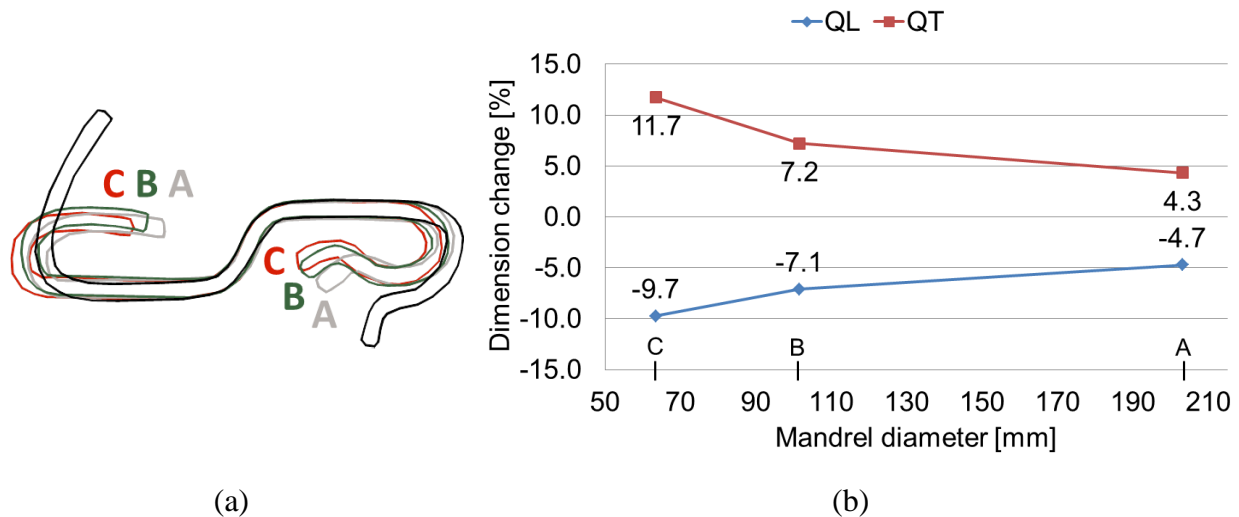 C B A
C
B
A
QL QT
Dimension change [%]
15.0
10.0
5.0
0.0
-5.0
-10.0
-15.0
11.7
7.2
4.3
-4.7
-7.1
-9.7
C B A
50 70 90 110 130 150 170 190 210
Mandrel diameter [mm]
(a) (b)